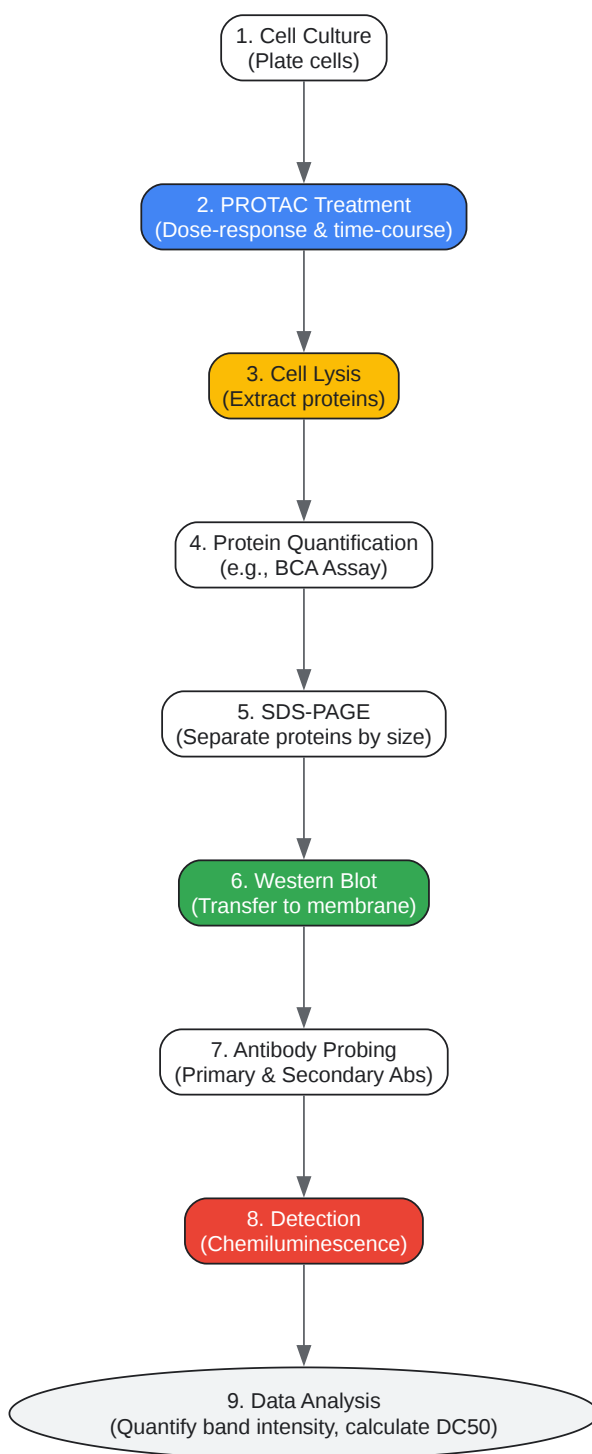 1. Cell Culture
(Plate cells)
2. PROTAC Treatment
(Dose-response & time-course)
3. Cell Lysis
(Extract proteins)
4. Protein Quantification
(e.g., BCA Assay)
5. SDS-PAGE
(Separate proteins by size)
6. Western Blot
(Transfer to membrane)
7. Antibody Probing
(Primary & Secondary Abs)
8. Detection
(Chemiluminescence)
9. Data Analysis
(Quantify band intensity, calculate DC50)